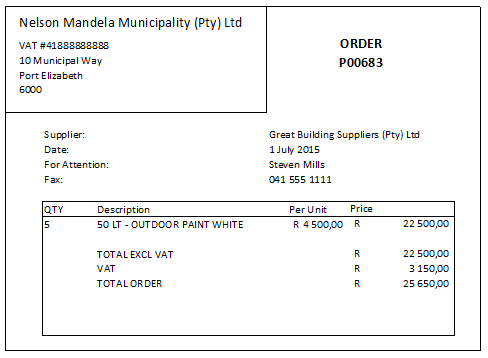 Nelson Mandela Municipality (Pty) Ltd
VAT #41888888888
10 Municipal Way
Port Elizabeth
6000
ORDER
P00683
Supplier: Great Building Suppliers (Pty) Ltd
Date: 1 July 2015
For Attention: Steven Mills
Fax: 041 555 1111
QTY Description Per Unit Price
5 50 LT - OUTDOOR PAINT WHITE R 4 500,00 R 22 500,00
TOTAL EXCL VAT R 22 500,00
VAT R 3 150,00
TOTAL ORDER R 25 650,00